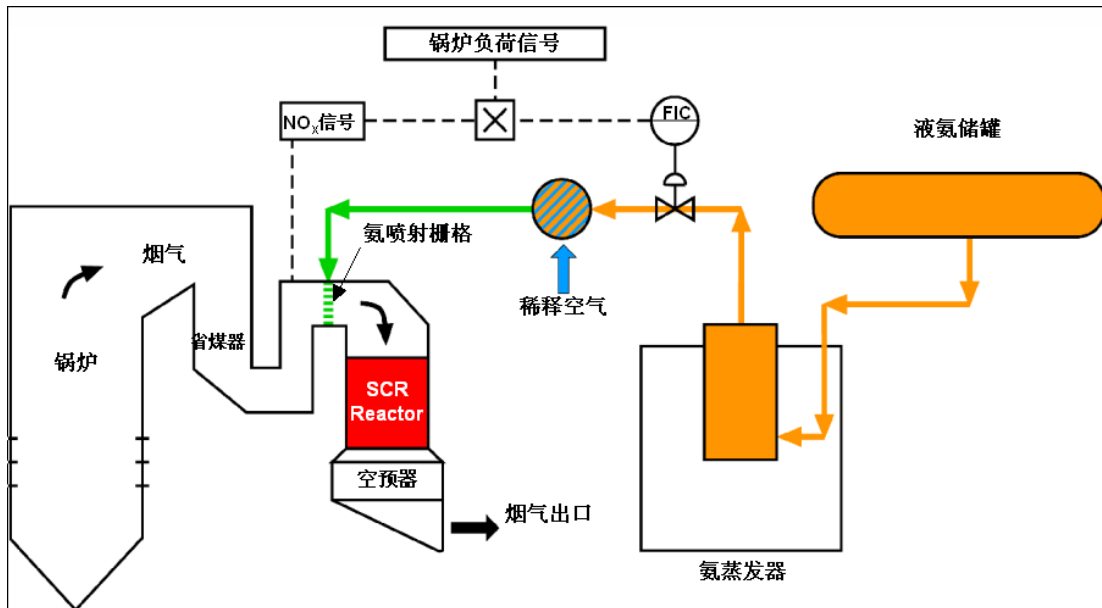 锅炉负荷信号
NOx信号
FIC
液氨储罐
氨喷射栅格
烟气
稀释空气
省煤器
锅炉
SCR
Reactor
空预器
烟气出口
氨蒸发器